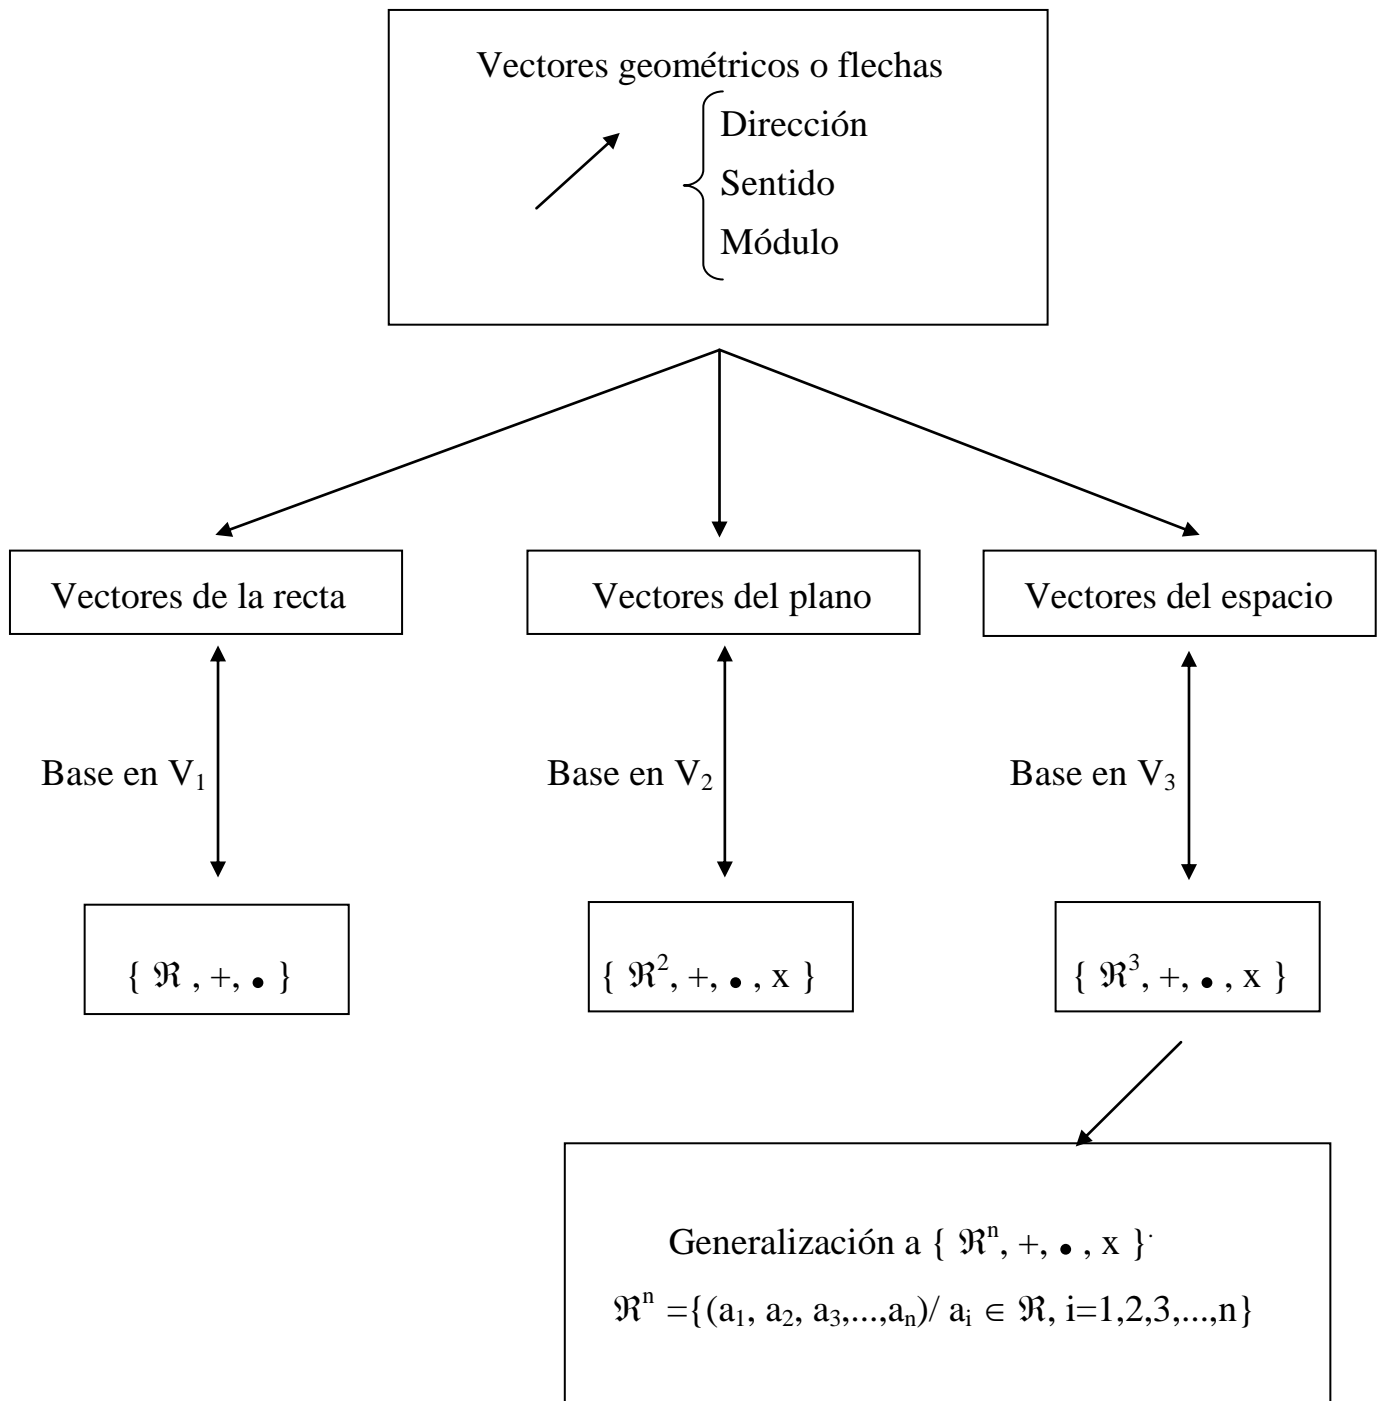 Vectores geométricos o flechas
Dirección
Sentido
Módulo
Vectores de la recta
Vectores del plano
Vectores del espacio
Base en V₁
Base en V₂
Base en V₃
{ ℜ , +, • }
{ ℜ², +, • , x }
{ ℜ³, +, • , x }
Generalización a { ℜⁿ, +, • , x }.
ℜⁿ ={(a₁, a₂, a₃,...,aₙ)/ aᵢ ∈ ℜ, i=1,2,3,...,n}